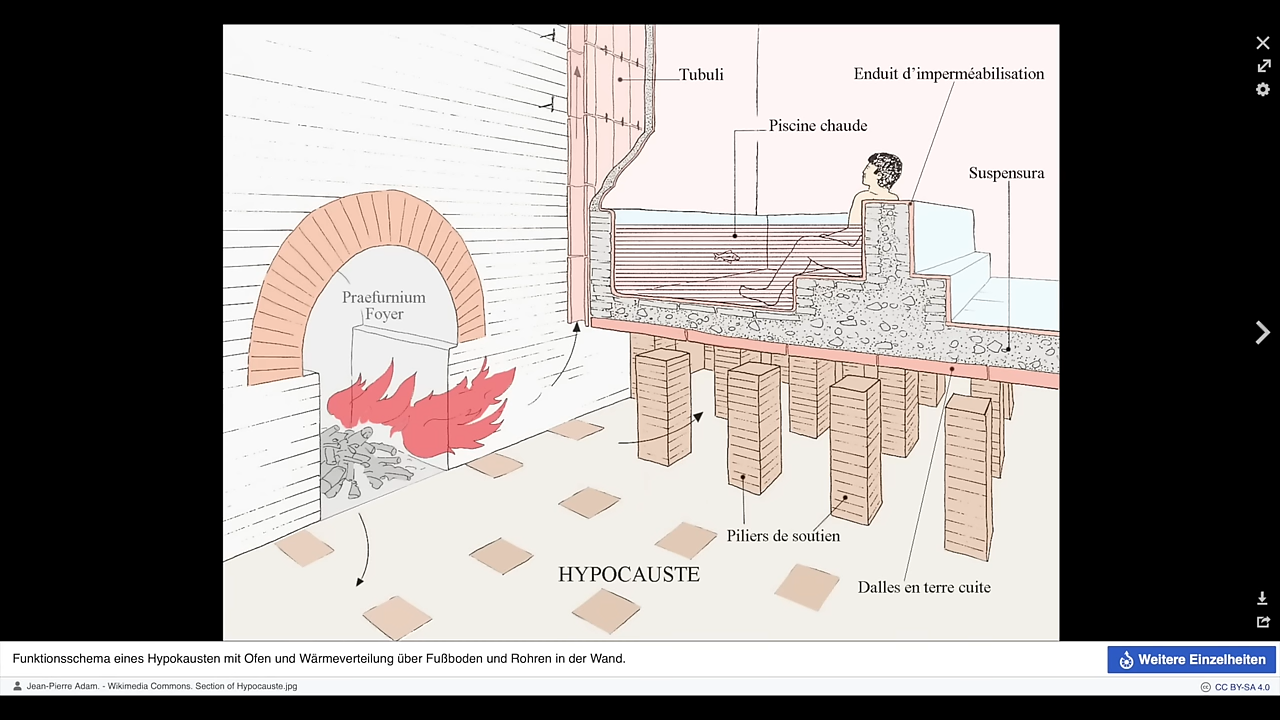 Tubuli
Enduit d’imperméabilisation
Piscine chaude
Suspensura
Praefurnium
Foyer
Piliers de soutien
HYPOCAUSTE
Dalles en terre cuite
Funktionsschema eines Hypokausten mit Ofen und Wärmeverteilung über Fußboden und Rohren in der Wand.
Weitere Einzelheiten
Jean-Pierre Adam. - Wikimedia Commons. Section of Hypocauste.jpg
CC BY-SA 4.0